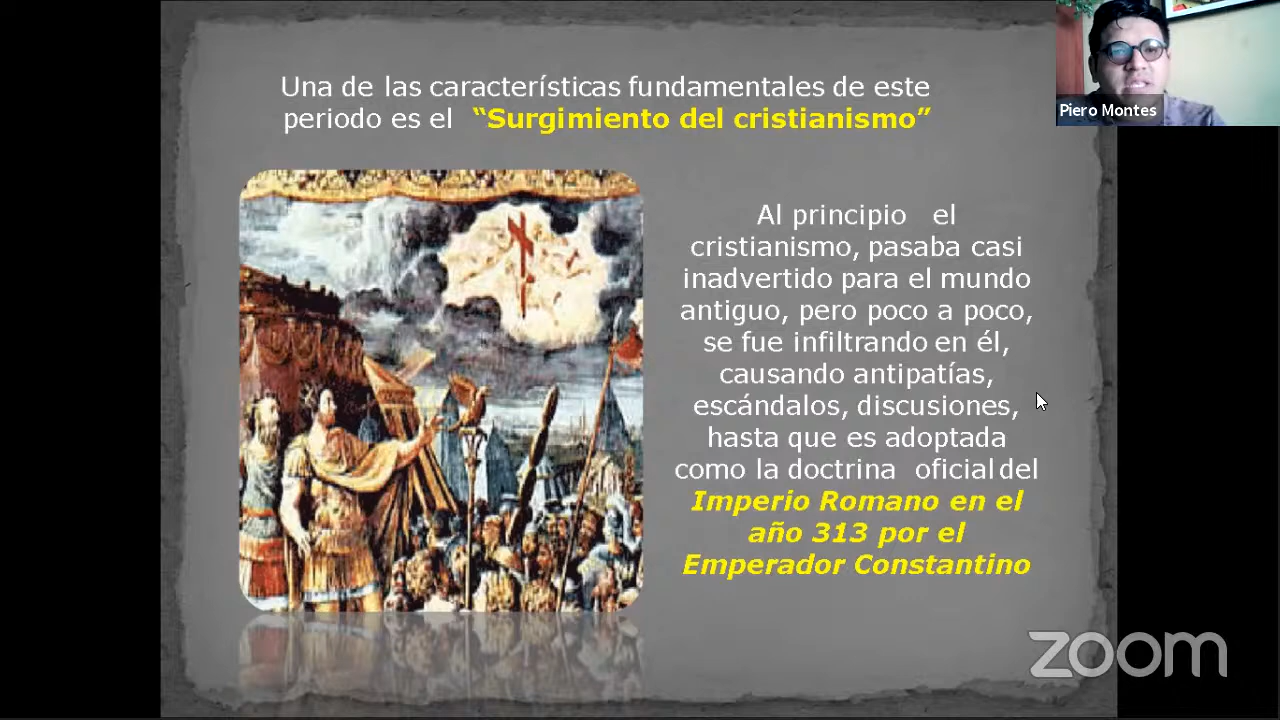 Una de las características fundamentales de este
periodo es el “Surgimiento del cristianismo”
Piero Montes
Al principio el
cristianismo, pasaba casi
inadvertido para el mundo
antiguo, pero poco a poco,
se fue infiltrando en él,
causando antipatías,
escándalos, discusiones,
hasta que es adoptada
como la doctrina oficial del
Imperio Romano en el
año 313 por el
Emperador Constantino
zoom